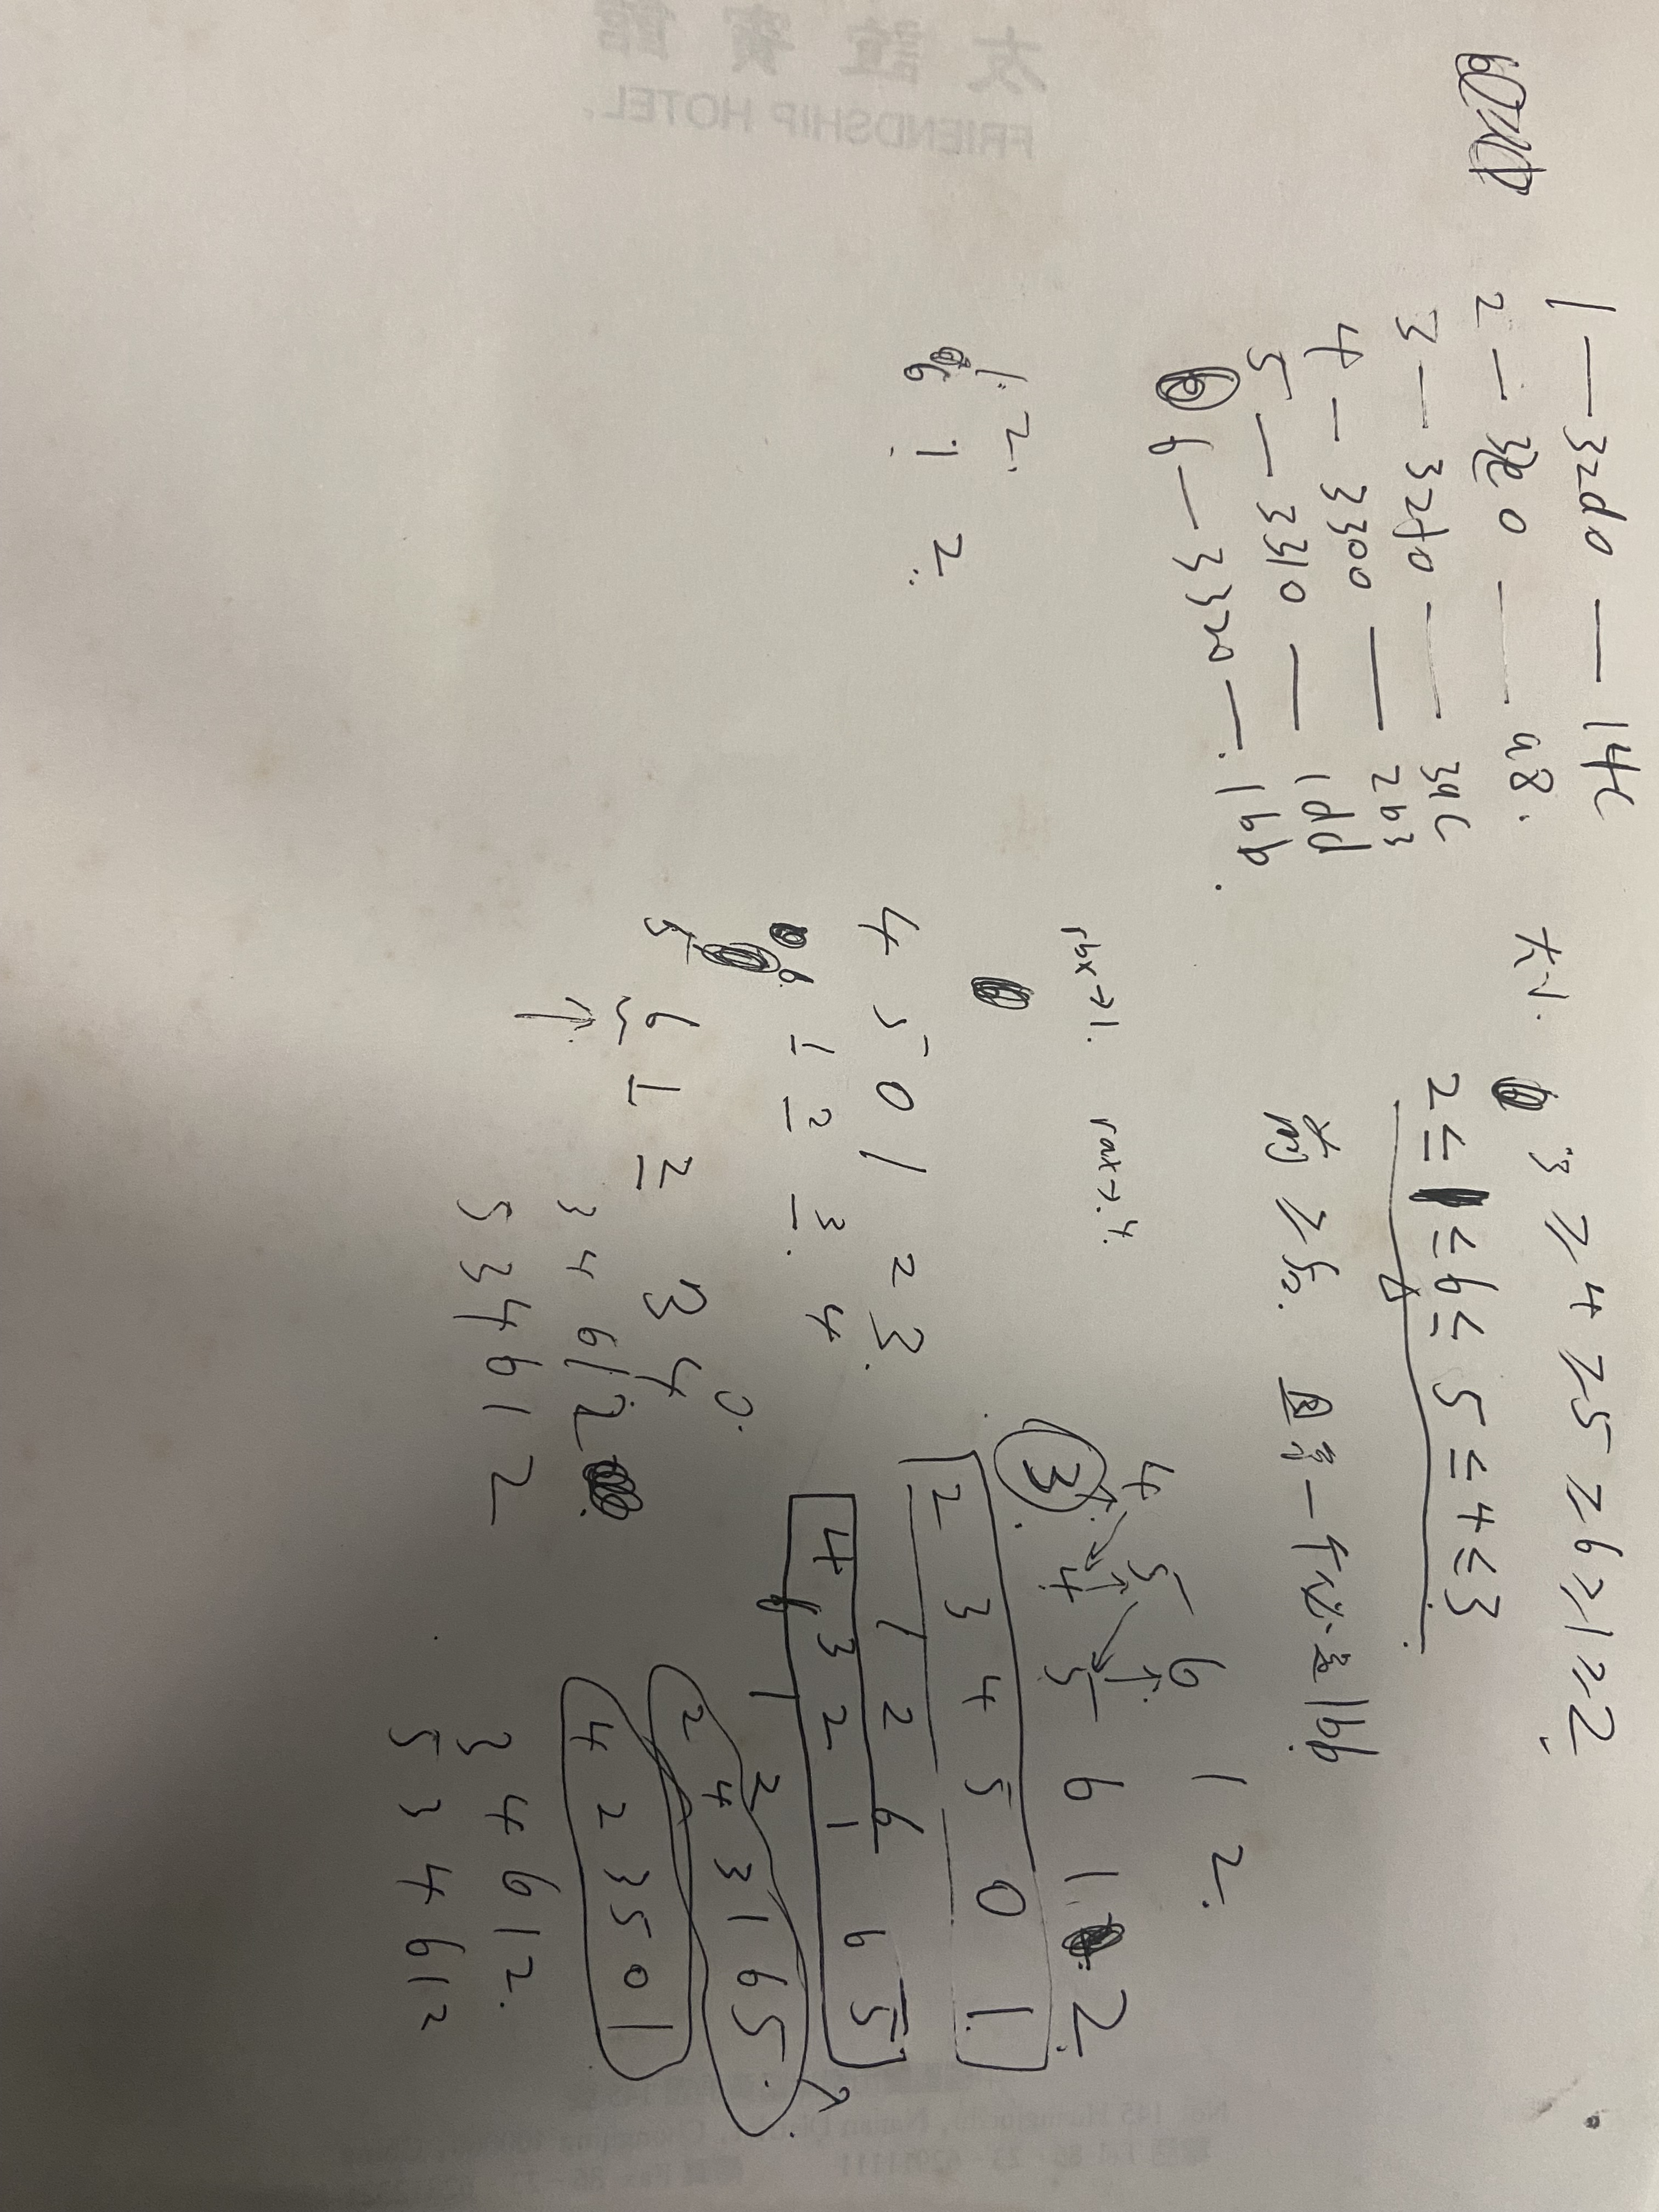 1 — 32d0 — 14c
2 — 32e0 — a8.
3 — 32f0 — 39c
4 — 3300 — 2b3
5 — 3310 — 1dd
6 — 3320 — 1bb.
大小. 3 ≥ 4 ≥ 5 ≥ 6 ≥ 1 ≥ 2.
2 ≤ 1 ≤ 6 ≤ 5 ≤ 4 ≤ 3.
前 ≥ 后. 且第一个必是1bb.
4 5 6 1 2.
3 4 5 6 1 2.
2 3 4 5 0 1.
1 2 6
4 3 2 1 6 5
6 1 2
2 4 3 1 6 5
4 2 3 5 0 1
3 4 6 1 2.
5 3 4 6 1 2
rbx → 1. rax → 4.
4 5 0 1 2 3.
6. 1 2 3. 4
0.
5 6 1 2 3 4
3 4 6 1 2
5 3 4 6 1 2
1. 2.
6 1 2.
FRIENDSHIP HOTEL